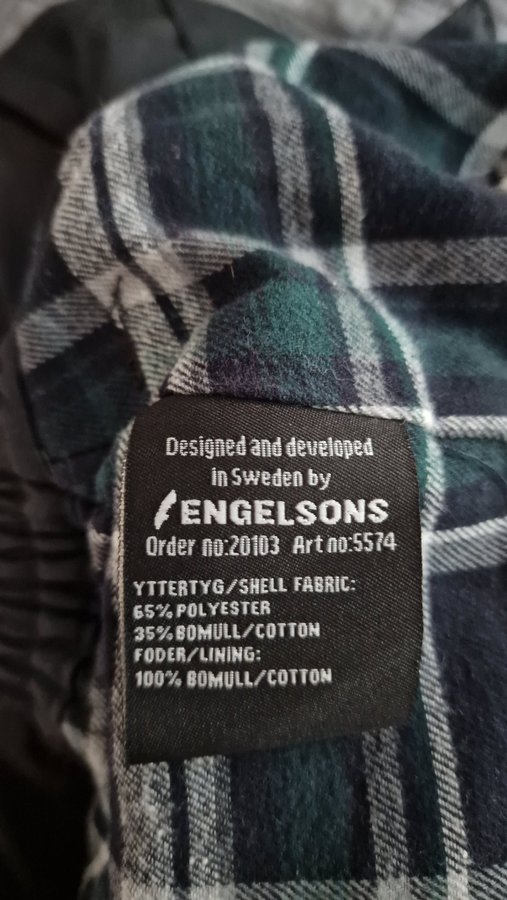 Designed and developed
in Sweden by
ENGELSONS
Order no:20103 Art no:5574
YTTERTYG/SHELL FABRIC:
65% POLYESTER
35% BOMULL/COTTON
FODER/LINING:
100% BOMULL/COTTON